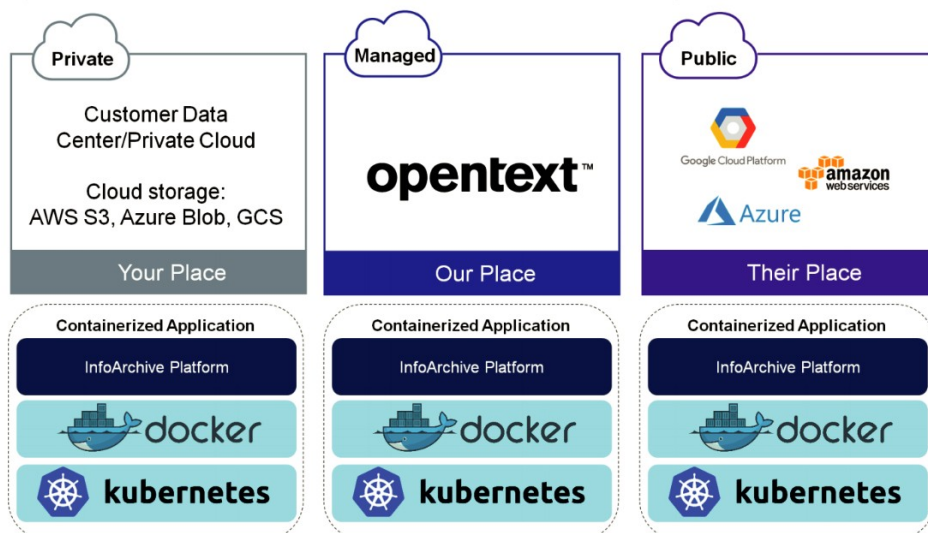 Private
Customer Data
Center/Private Cloud
Cloud storage:
AWS S3, Azure Blob, GCS
Your Place
Managed
opentext™
Our Place
Public
Google Cloud Platform
amazon
webservices
Azure
Their Place
Containerized Application
InfoArchive Platform
docker
kubernetes
Containerized Application
InfoArchive Platform
docker
kubernetes
Containerized Application
InfoArchive Platform
docker
kubernetes